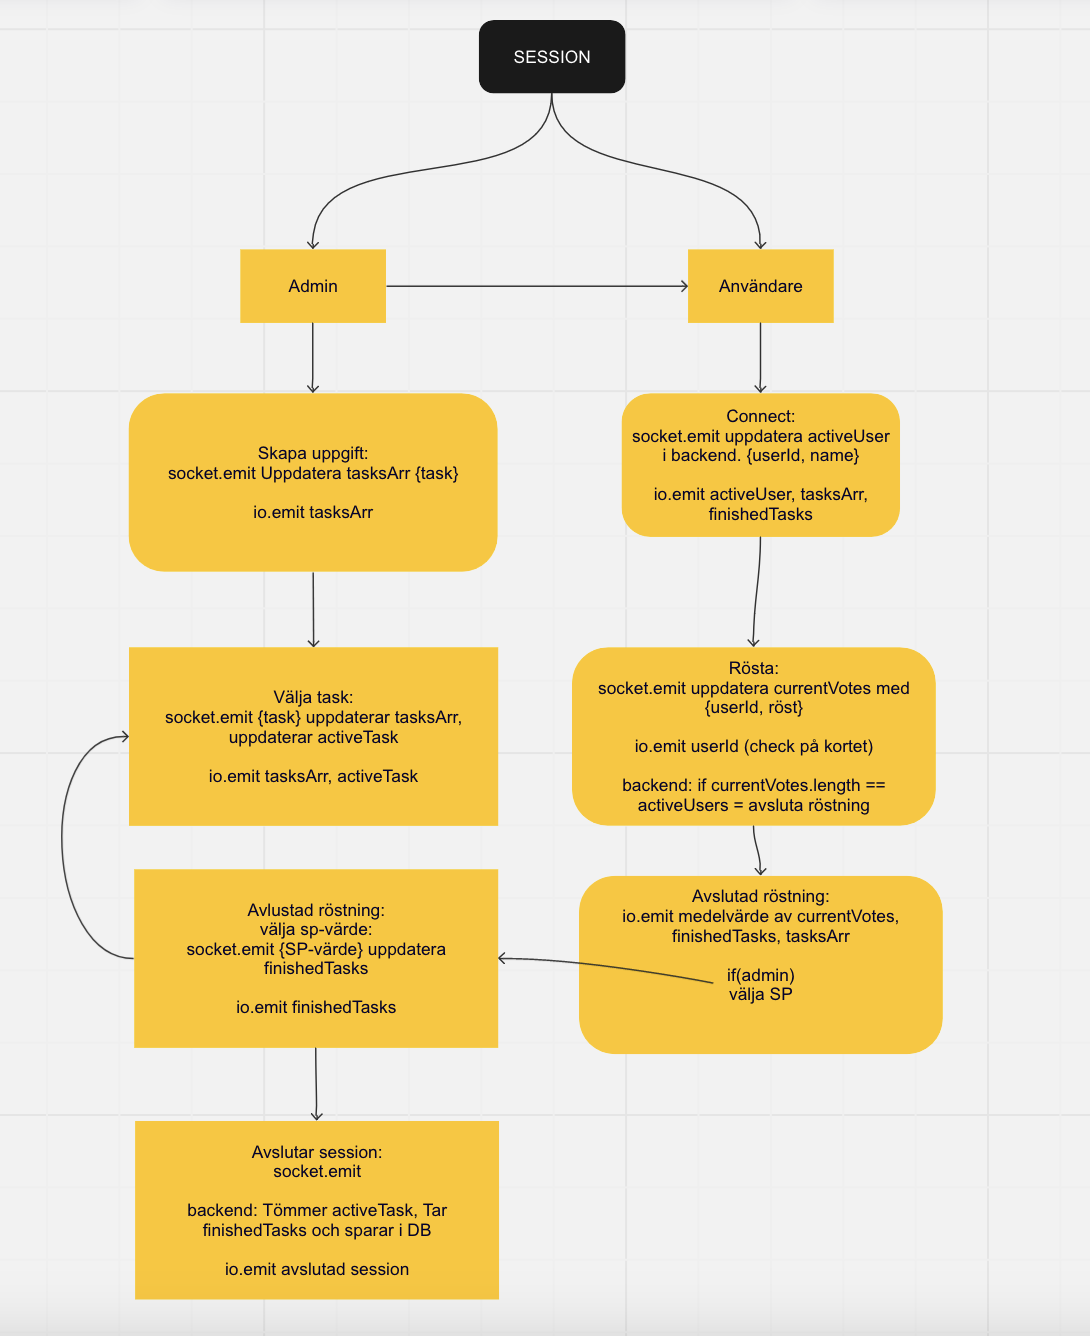 SESSION
Admin
Användare
Skapa uppgift:
socket.emit Uppdatera tasksArr {task}
io.emit tasksArr
Connect:
socket.emit uppdatera activeUser
i backend. {userId, name}
io.emit activeUser, tasksArr,
finishedTasks
Välja task:
socket.emit {task} uppdaterar tasksArr,
uppdaterar activeTask
io.emit tasksArr, activeTask
Rösta:
socket.emit uppdatera currentVotes med
{userId, röst}
io.emit userId (check på kortet)
backend: if currentVotes.length ==
activeUsers = avsluta röstning
Avlustad röstning:
välja sp-värde:
socket.emit {SP-värde} uppdatera
finishedTasks
io.emit finishedTasks
Avslutad röstning:
io.emit medelvärde av currentVotes,
finishedTasks, tasksArr
if(admin)
välja SP
Avslutar session:
socket.emit
backend: Tömmer activeTask, Tar
finishedTasks och sparar i DB
io.emit avslutad session